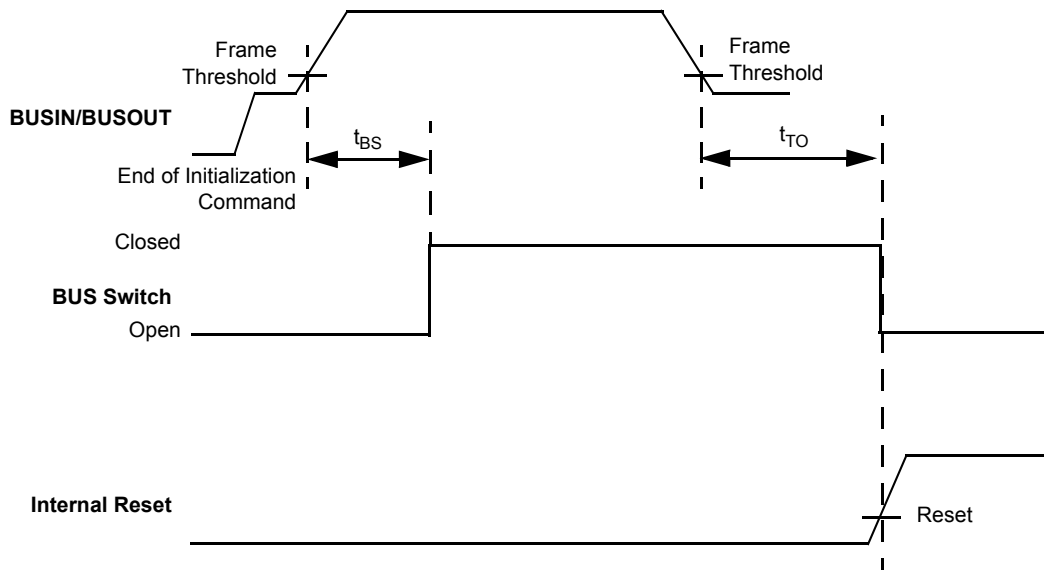 Frame
Threshold
Frame
Threshold
BUSIN/BUSOUT
tBS
tTO
End of Initialization
Command
Closed
BUS Switch
Open
Internal Reset
Reset